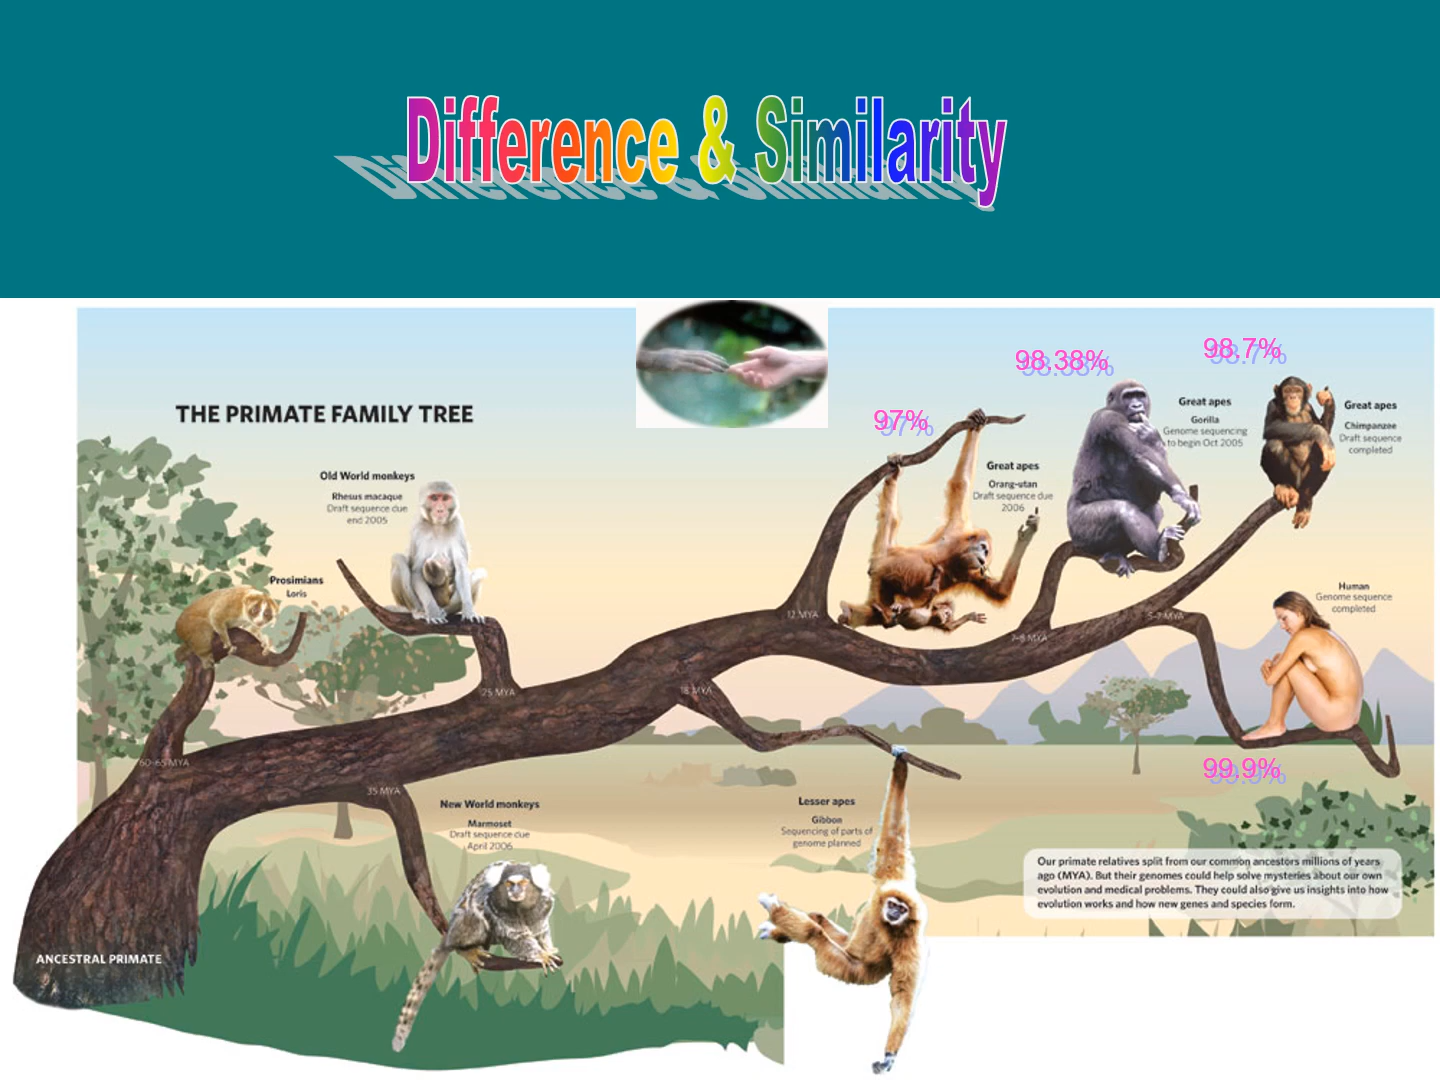 Difference & Similarity
THE PRIMATE FAMILY TREE
98.38%
98.7%
97%
Great apes
Gorilla
Genome sequencing
to begin Oct 2005
Great apes
Chimpanzee
Draft sequence
completed
Old World monkeys
Rhesus macaque
Draft sequence due
end 2005
Great apes
Orang-utan
Draft sequence due
2006
Prosimians
Loris
Human
Genome sequence
completed
12 MYA
5-7 MYA
7-8 MYA
25 MYA
18 MYA
60-65 MYA
99.9%
35 MYA
New World monkeys
Marmoset
Draft sequence due
April 2006
Lesser apes
Gibbon
Sequencing of parts of
genome planned
Our primate relatives split from our common ancestors millions of years
ago (MYA). But their genomes could help solve mysteries about our own
evolution and medical problems. They could also give us insights into how
evolution works and how new genes and species form.
ANCESTRAL PRIMATE